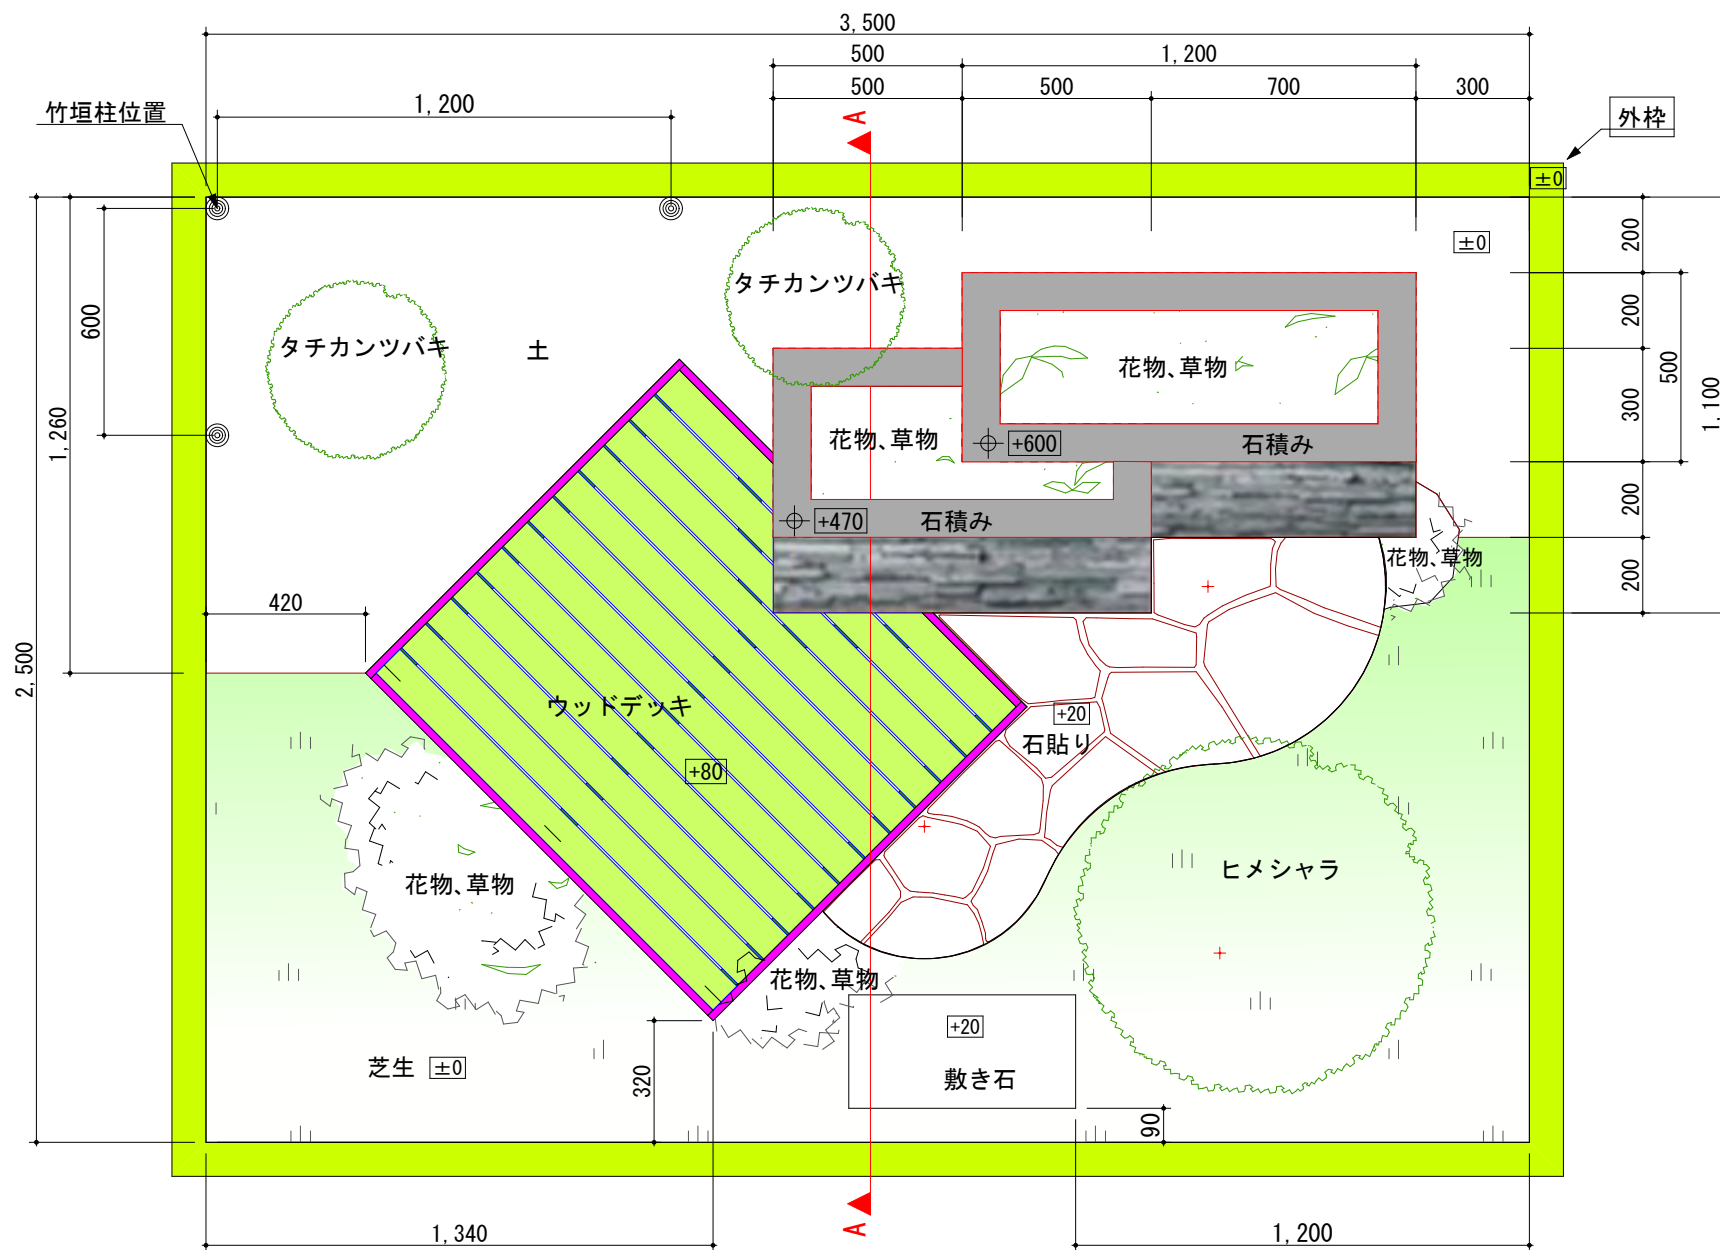 3,500
500
1,200
500
500
700
300
竹垣柱位置
1,200
A
外枠
±0
±0
200
タチカンツバキ
タチカンツバキ
土
600
200
花物、草物
500
1,100
1,260
花物、草物
+600
石積み
300
+470
石積み
200
花物、草物
200
420
2,500
ウッドデッキ
+20
石貼り
+80
花物、草物
ヒメシャラ
花物、草物
+20
芝生
±0
320
敷き石
90
A
1,340
1,200